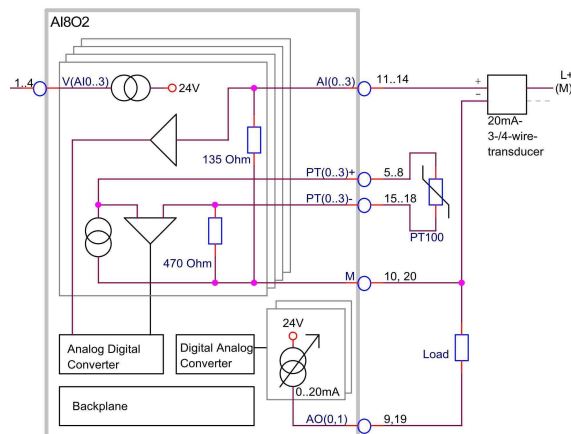 AI8O2
1..4
V(AI0..3)
24V
AI(0..3)
11..14
+
−
L+
(M)
20mA-
3-/4-wire-
transducer
135 Ohm
PT(0..3)+
5..8
PT(0..3)-
15..18
PT100
470 Ohm
M
10, 20
24V
Analog Digital
Converter
Digital Analog
Converter
0..20mA
Load
Backplane
AO(0,1)
9,19